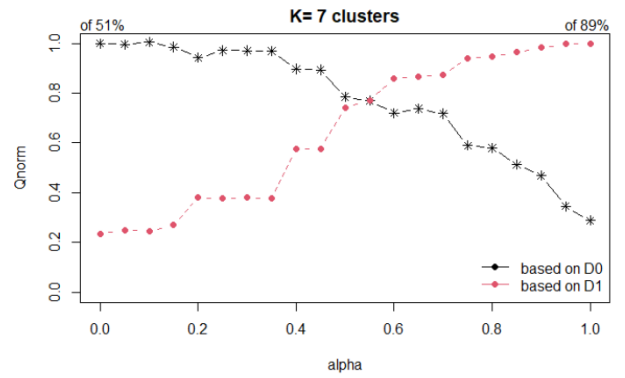 K= 7 clusters
of 51%
of 89%
1.0
0.8
0.6
0.4
0.2
0.0
Qnorm
based on D0
based on D1
0.0
0.2
0.4
0.6
0.8
1.0
alpha